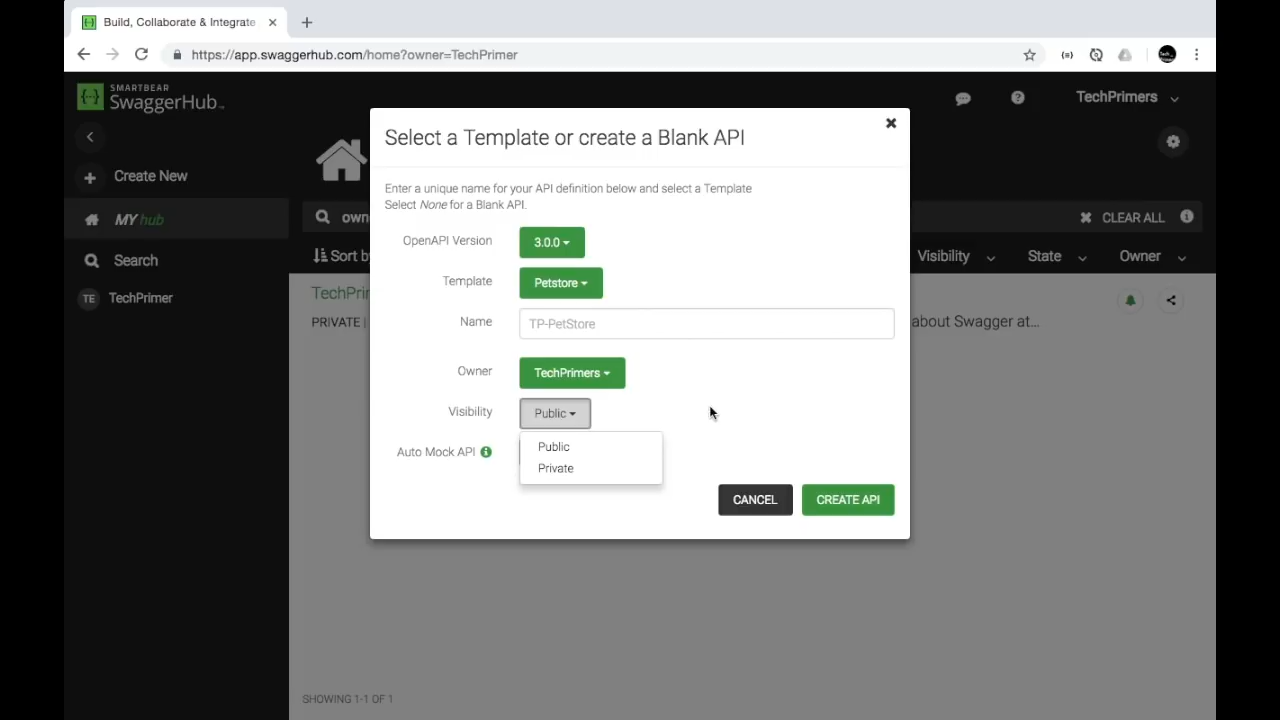 Build, Collaborate & Integrate
https://app.swaggerhub.com/home?owner=TechPrimer
SMARTBEAR
SwaggerHub
TechPrimers
Create New
MY hub
Search
TE TechPrimer
CLEAR ALL
Sort
Visibility
State
Owner
PRIVATE
about Swagger at...
SHOWING 1-1 OF 1
Select a Template or create a Blank API
Enter a unique name for your API definition below and select a Template
Select None for a Blank API.
OpenAPI Version 3.0.0
Template Petstore
Name TP-PetStore
Owner TechPrimers
Visibility Public
Public
Private
Auto Mock API
CANCEL CREATE API